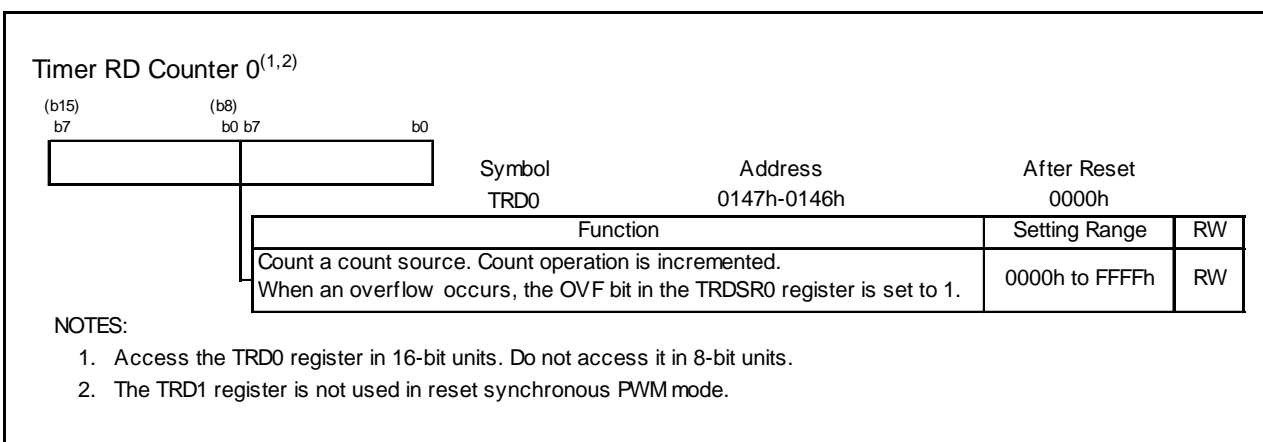 Timer RD Counter 0(1,2)
(b15) (b8)
b7 b0 b7 b0
Symbol Address After Reset
TRD0 0147h-0146h 0000h
Function Setting Range RW
Count a count source. Count operation is incremented.
When an overflow occurs, the OVF bit in the TRDSR0 register is set to 1.
0000h to FFFFh RW
NOTES:
1. Access the TRD0 register in 16-bit units. Do not access it in 8-bit units.
2. The TRD1 register is not used in reset synchronous PWM mode.